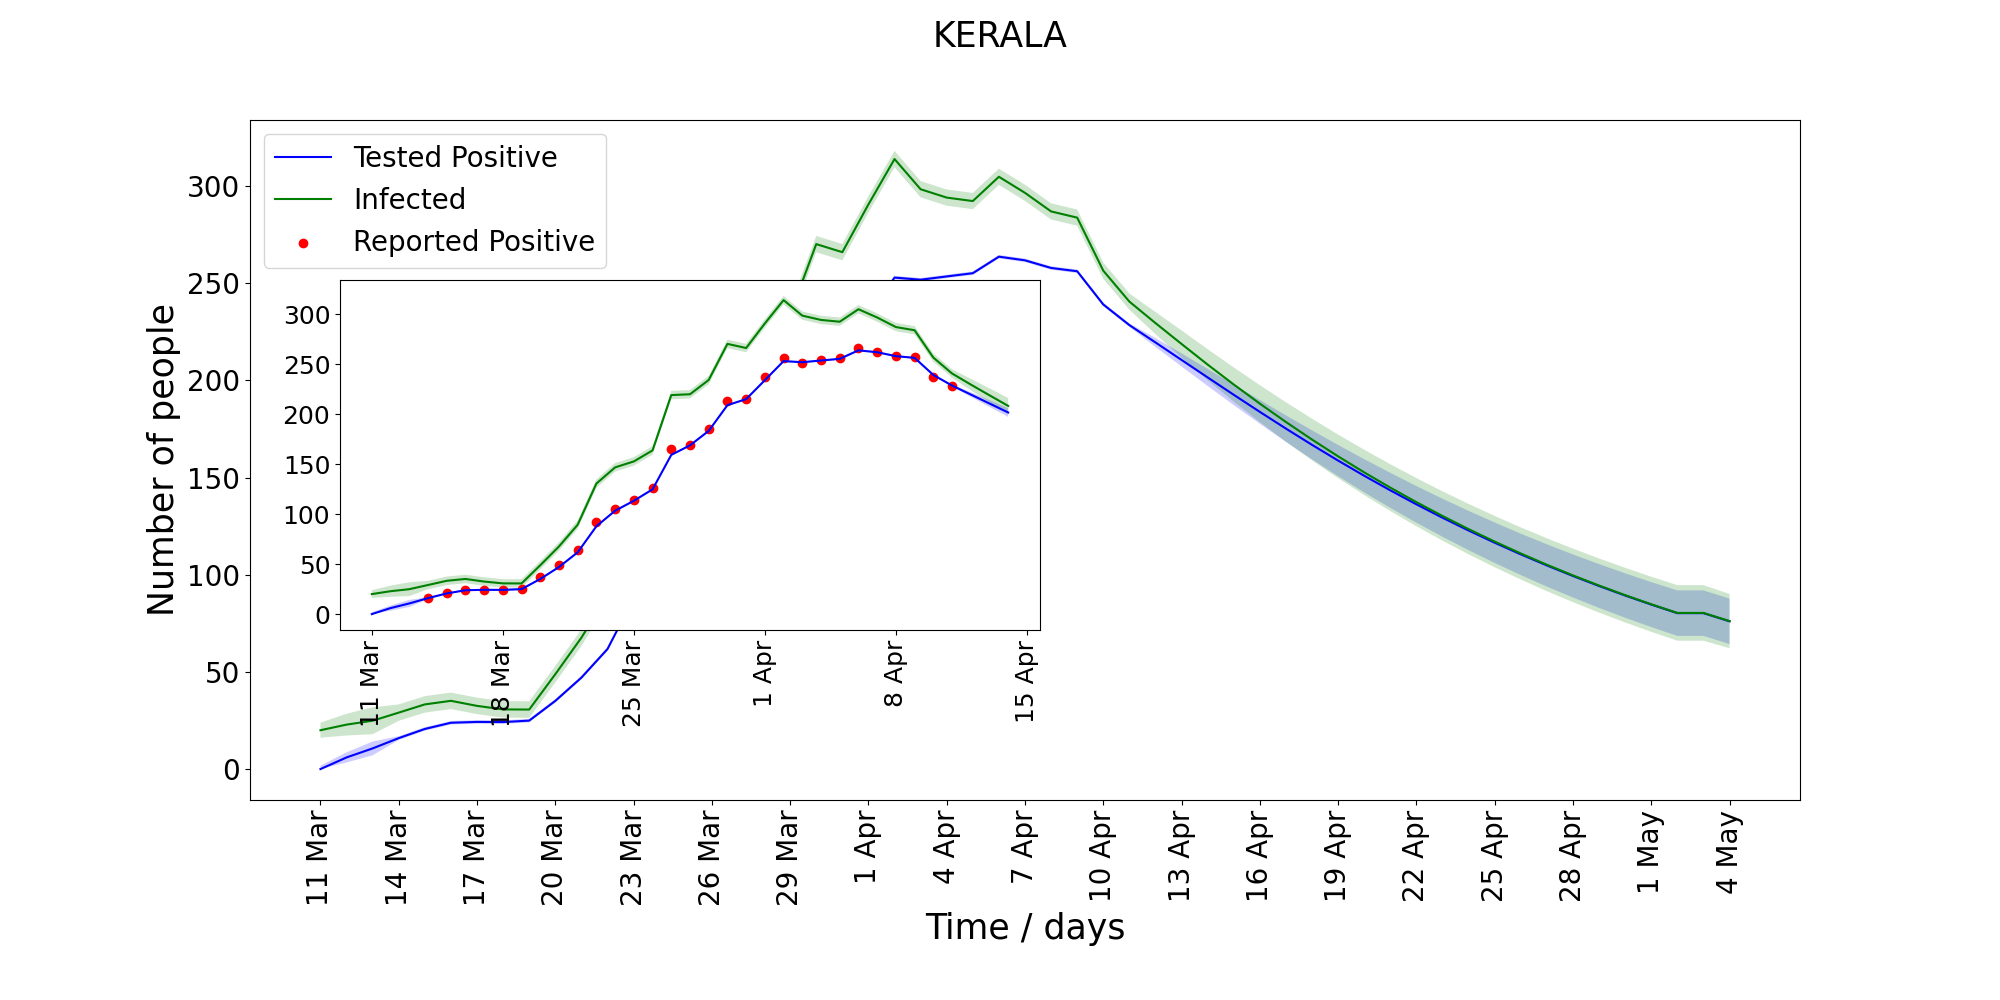 KERALA
Tested Positive
Infected
Reported Positive
Number of people
300
250
200
150
100
50
0
300
250
200
150
100
50
0
11 Mar
18 Mar
25 Mar
1 Apr
8 Apr
15 Apr
11 Mar
14 Mar
17 Mar
20 Mar
23 Mar
26 Mar
29 Mar
1 Apr
4 Apr
7 Apr
10 Apr
13 Apr
16 Apr
19 Apr
22 Apr
25 Apr
28 Apr
1 May
4 May
Time / days